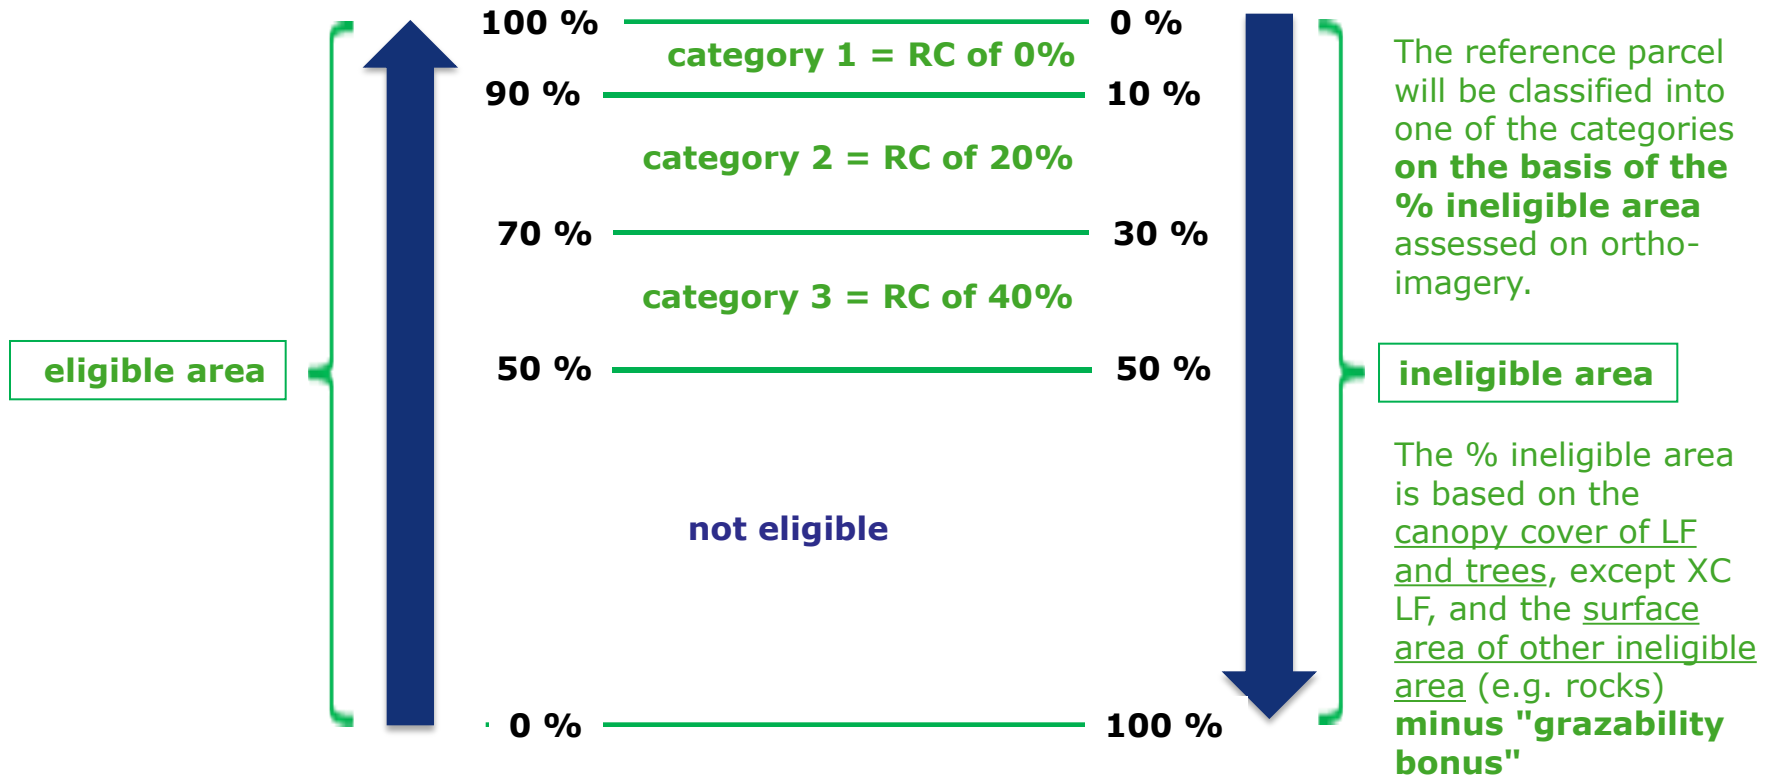 100 %
0 %
category 1 = RC of 0%
90 %
10 %
category 2 = RC of 20%
70 %
30 %
category 3 = RC of 40%
eligible area
50 %
50 %
not eligible
0 %
100 %
The reference parcel
will be classified into
one of the categories
on the basis of the
% ineligible area
assessed on ortho-
imagery.
ineligible area
The % ineligible area
is based on the
canopy cover of LF
and trees, except XC
LF, and the surface
area of other ineligible
area (e.g. rocks)
minus "grazability
bonus"